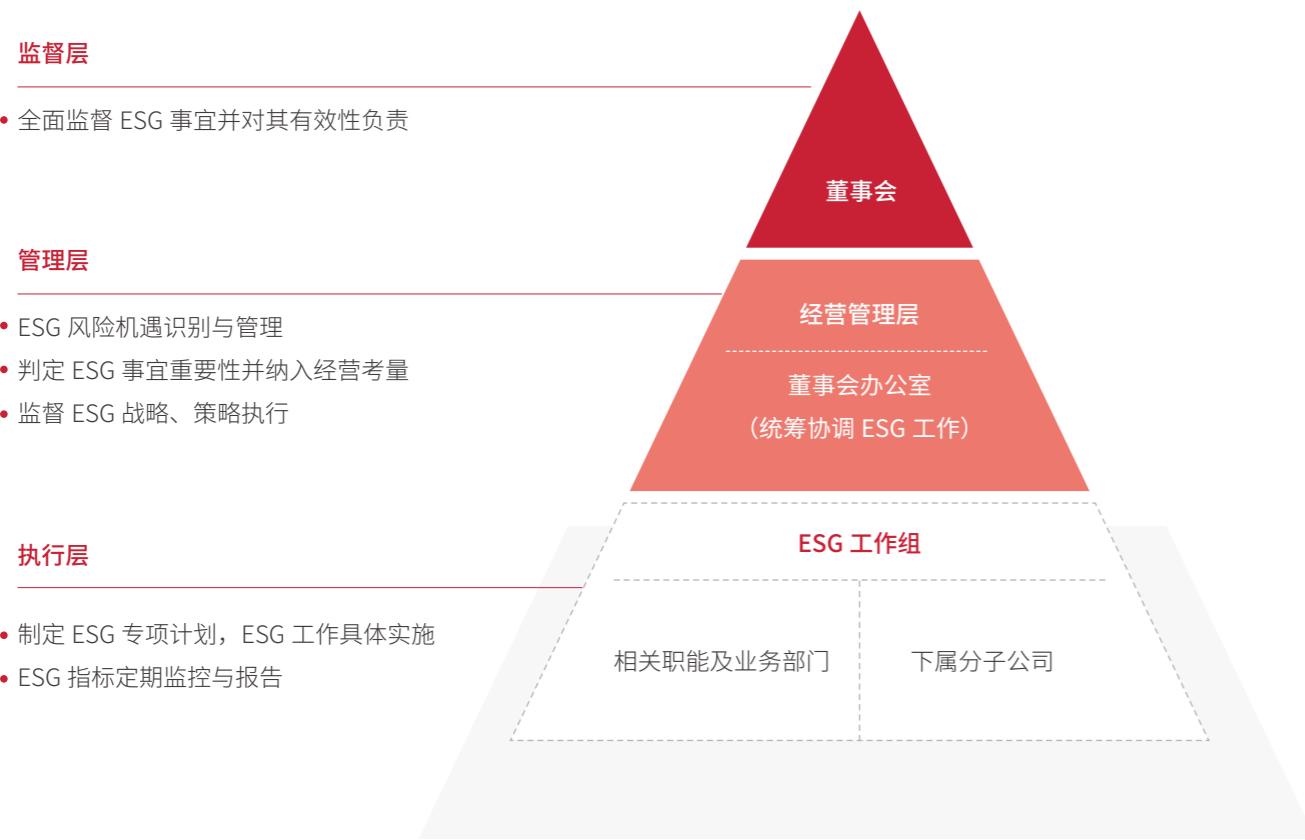 监督层
全面监督 ESG 事宜并对其有效性负责
董事会
管理层
ESG 风险机遇识别与管理
判定 ESG 事宜重要性并纳入经营考量
监督 ESG 战略、策略执行
经营管理层
董事会办公室
（统筹协调 ESG 工作）
执行层
制定 ESG 专项计划，ESG 工作具体实施
ESG 指标定期监控与报告
ESG 工作组
相关职能及业务部门
下属分子公司